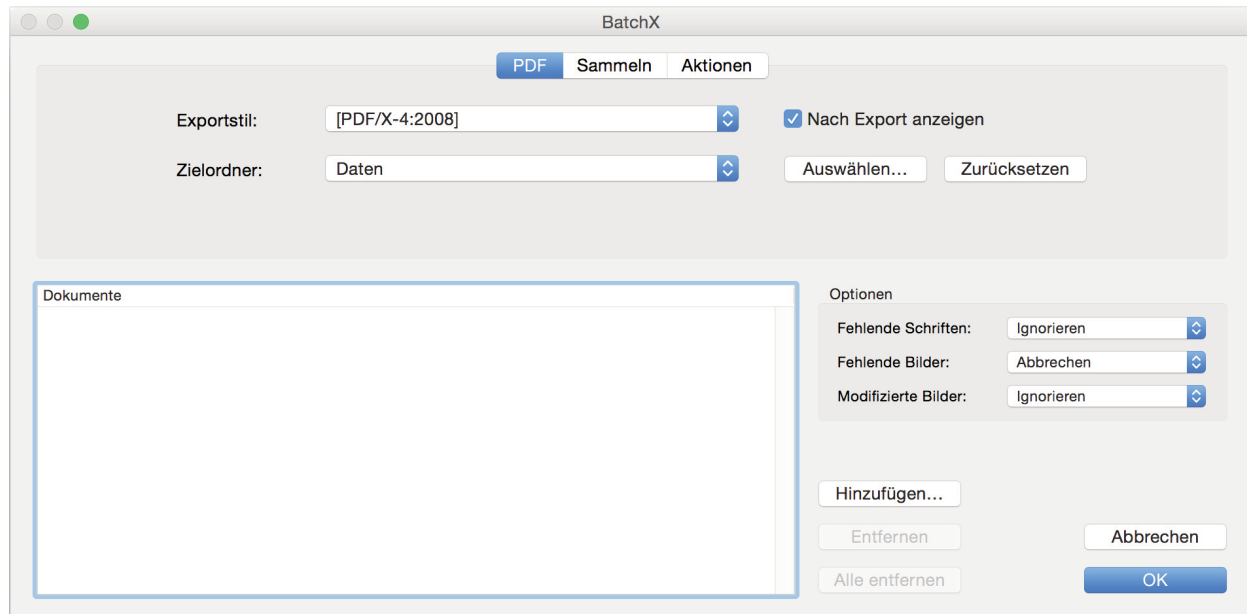 BatchX
PDF Sammeln Aktionen
Exportstil: [PDF/X-4:2008] Nach Export anzeigen
Zielordner: Daten Auswählen... Zurücksetzen
Dokumente
Optionen
Fehlende Schriften: Ignorieren
Fehlende Bilder: Abbrechen
Modifizierte Bilder: Ignorieren
Hinzufügen...
Entfernen Abbrechen
Alle entfernen OK